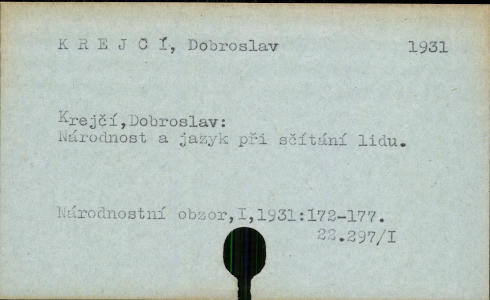 K R E J Č Í, Dobroslav 1931
Krejčí,Dobroslav:
Národnost a jazyk při sčítání lidu.
Národnostní obzor,I,1931:172-177.
22.297/I